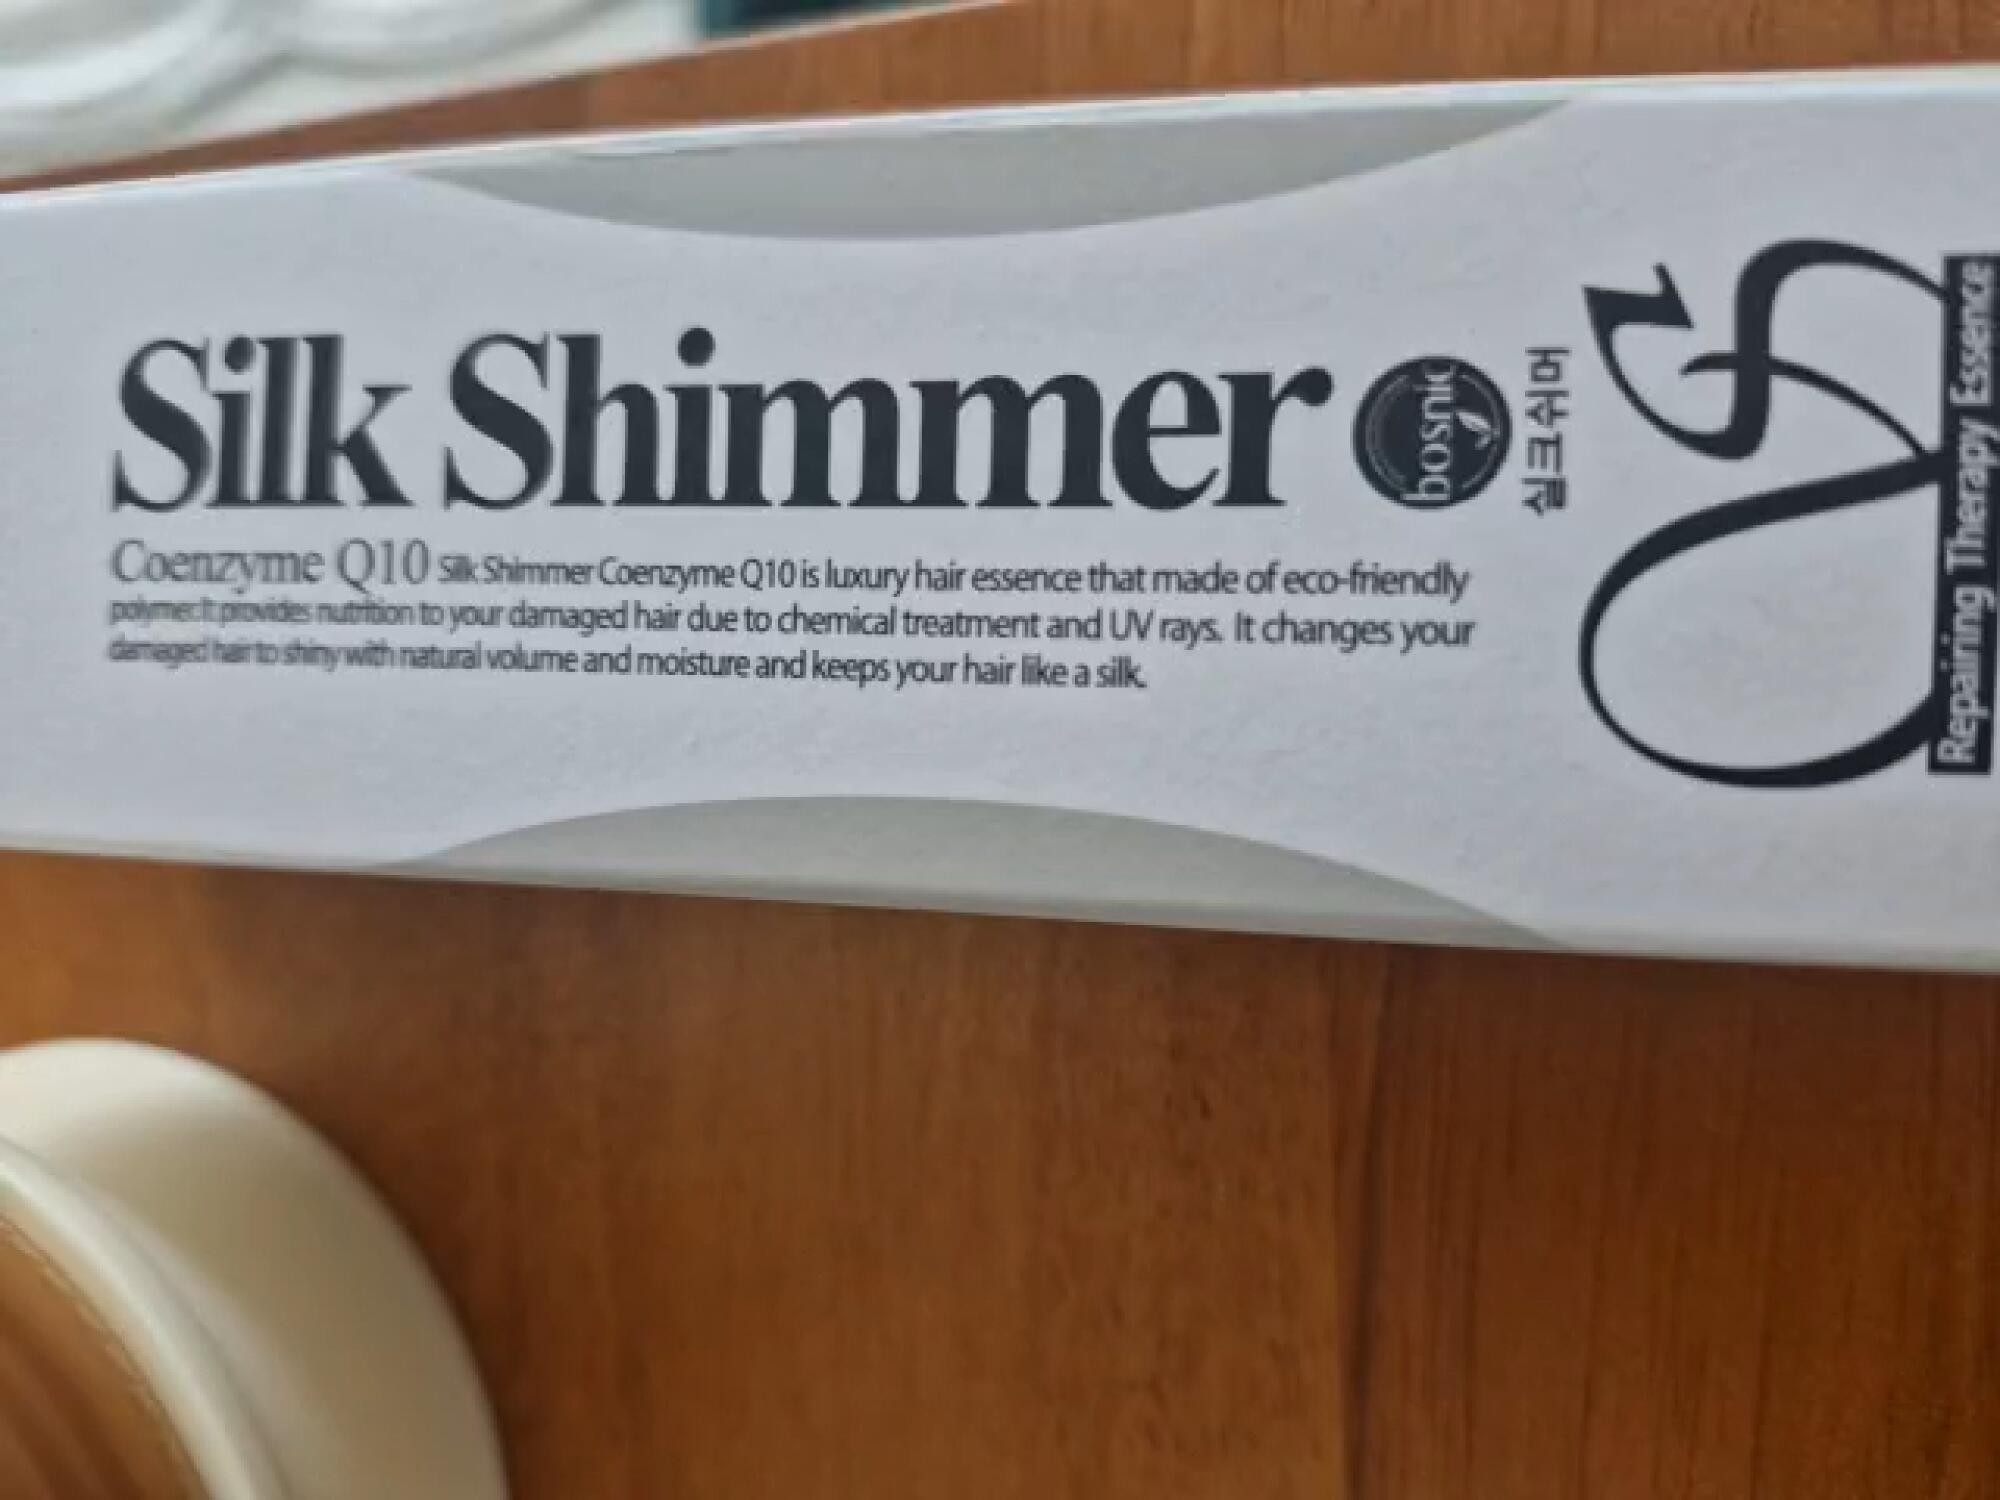 Silk Shimmer
bosnic
실크쉬머
Coenzyme Q10 Silk Shimmer Coenzyme Q10 is luxury hair essence that made of eco-friendly
polymer.It provides nutrition to your damaged hair due to chemical treatment and UV rays. It changes your
damaged hair to shiny with natural volume and moisture and keeps your hair like a silk.
Repairing Therapy Essence